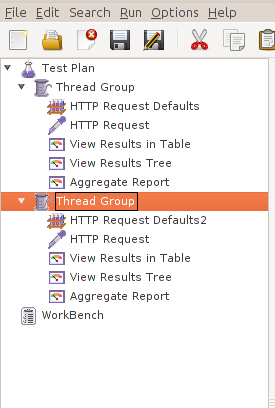 File Edit Search Run Options Help
Test Plan
Thread Group
HTTP Request Defaults
HTTP Request
View Results in Table
View Results Tree
Aggregate Report
Thread Group
HTTP Request Defaults2
HTTP Request
View Results in Table
View Results Tree
Aggregate Report
WorkBench